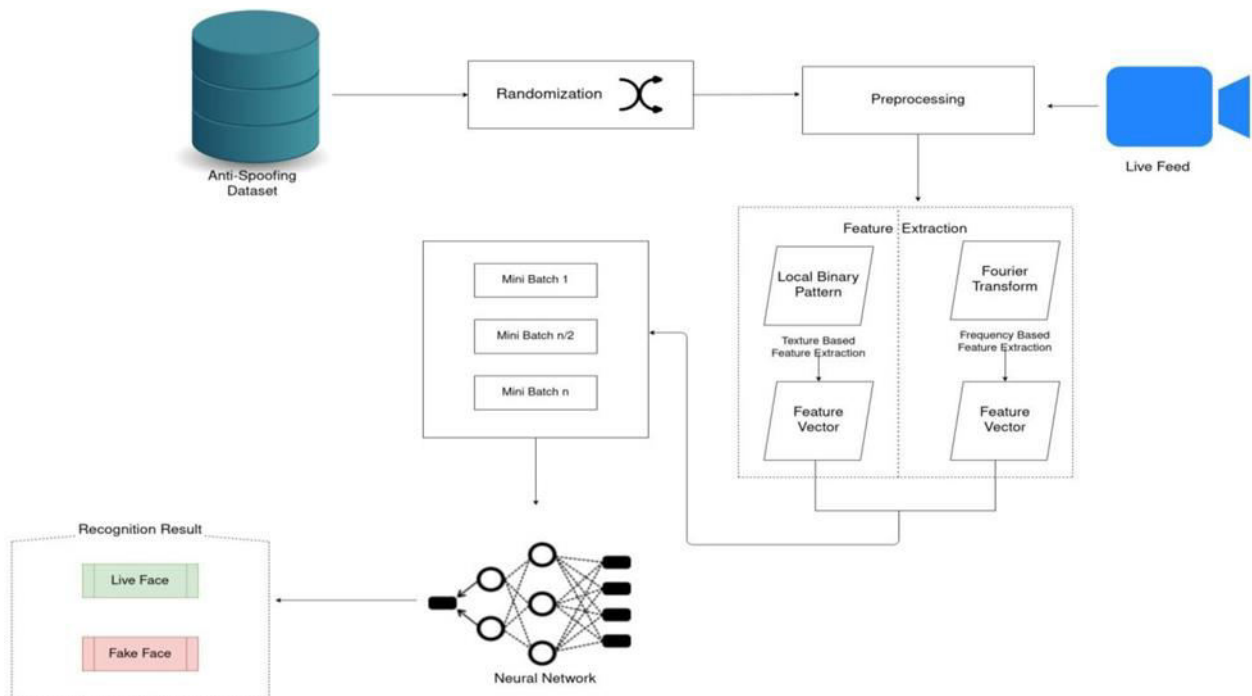 Anti-Spoofing
Dataset
Randomization
Preprocessing
Live Feed
Feature Extraction
Local Binary
Pattern
Texture Based
Feature Extraction
Feature
Vector
Fourier
Transform
Frequency Based
Feature Extraction
Feature
Vector
Mini Batch 1
Mini Batch n/2
Mini Batch n
Neural Network
Recognition Result
Live Face
Fake Face